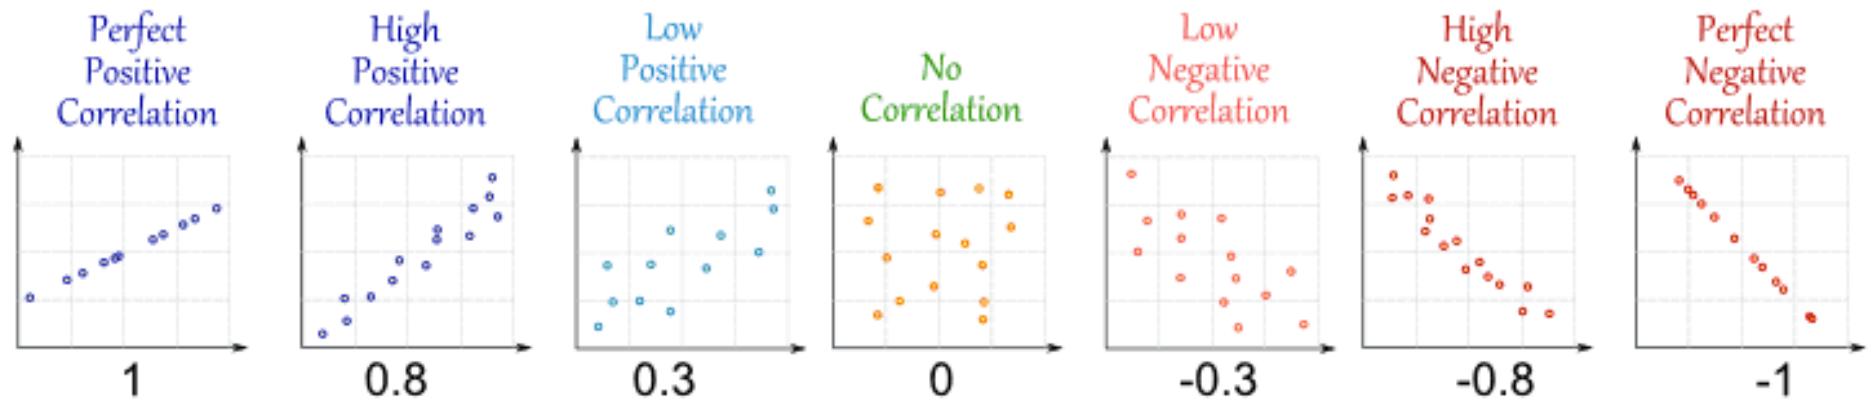 Perfect
Positive
Correlation
High
Positive
Correlation
Low
Positive
Correlation
No
Correlation
Low
Negative
Correlation
High
Negative
Correlation
Perfect
Negative
Correlation
1
0.8
0.3
0
-0.3
-0.8
-1